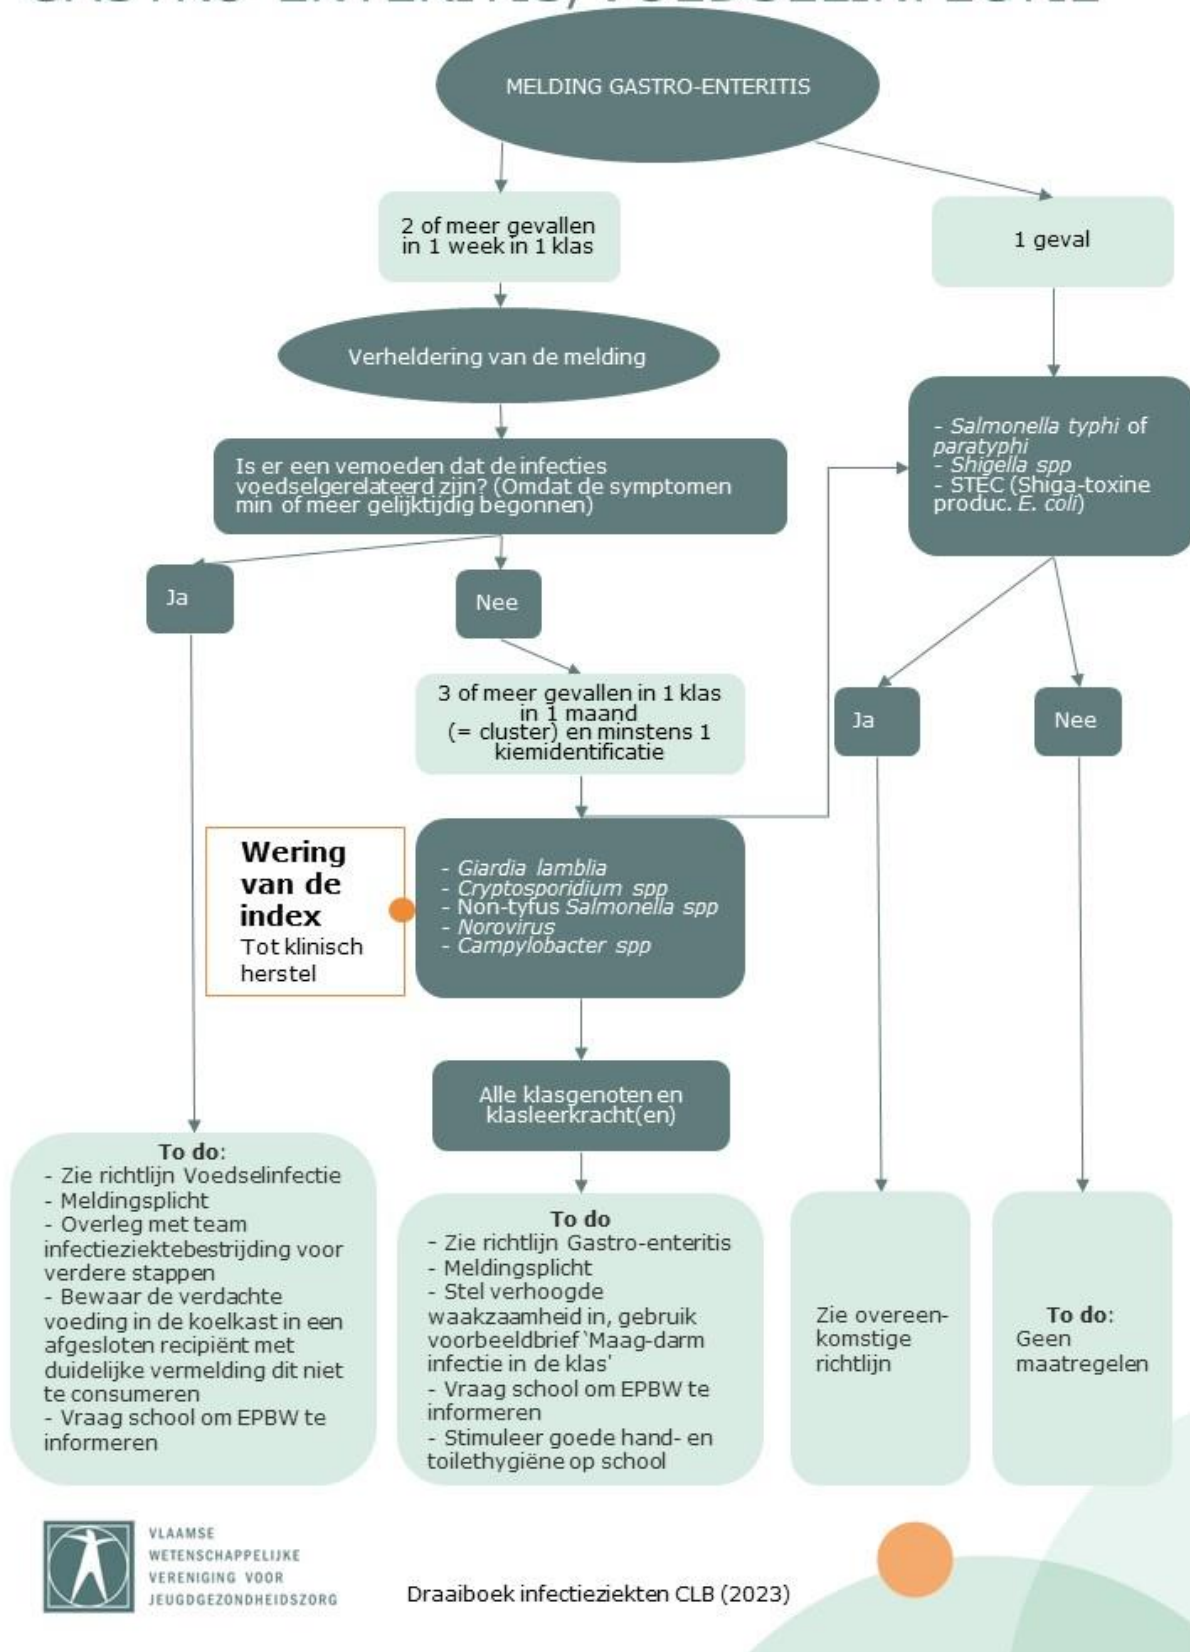 GASTRO-ENTERITIS/VOEDSELINFECTIE
MELDING GASTRO-ENTERITIS
2 of meer gevallen
in 1 week in 1 klas
1 geval
Verheldering van de melding
- Salmonella typhi of
paratyphi
- Shigella spp
- STEC (Shiga-toxine
produc. E. coli)
Is er een vemoeden dat de infecties
voedselgerelateerd zijn? (Omdat de symptomen
min of meer gelijktijdig begonnen)
Ja
Nee
3 of meer gevallen in 1 klas
in 1 maand
(= cluster) en minstens 1
kiemidentificatie
Ja
Nee
Wering
van de
index
Tot klinisch
herstel
- Giardia lamblia
- Cryptosporidium spp
- Non-tyfus Salmonella spp
- Norovirus
- Campylobacter spp
Alle klasgenoten en
klasleerkracht(en)
To do:
- Zie richtlijn Voedselinfectie
- Meldingsplicht
- Overleg met team
infectieziektebestrijding voor
verdere stappen
- Bewaar de verdachte
voeding in de koelkast in een
afgesloten recipiënt met
duidelijke vermelding dit niet
te consumeren
- Vraag school om EPBW te
informeren
To do
- Zie richtlijn Gastro-enteritis
- Meldingsplicht
- Stel verhoogde
waakzaamheid in, gebruik
voorbeeldbrief ‘Maag-darm
infectie in de klas'
- Vraag school om EPBW te
informeren
- Stimuleer goede hand- en
toilethygiëne op school
Zie overeen-
komstige
richtlijn
To do:
Geen
maatregelen
VLAAMSE
WETENSCHAPPELIJKE
VERENIGING VOOR
JEUGDGEZONDHEIDSZORG
Draaiboek infectieziekten CLB (2023)